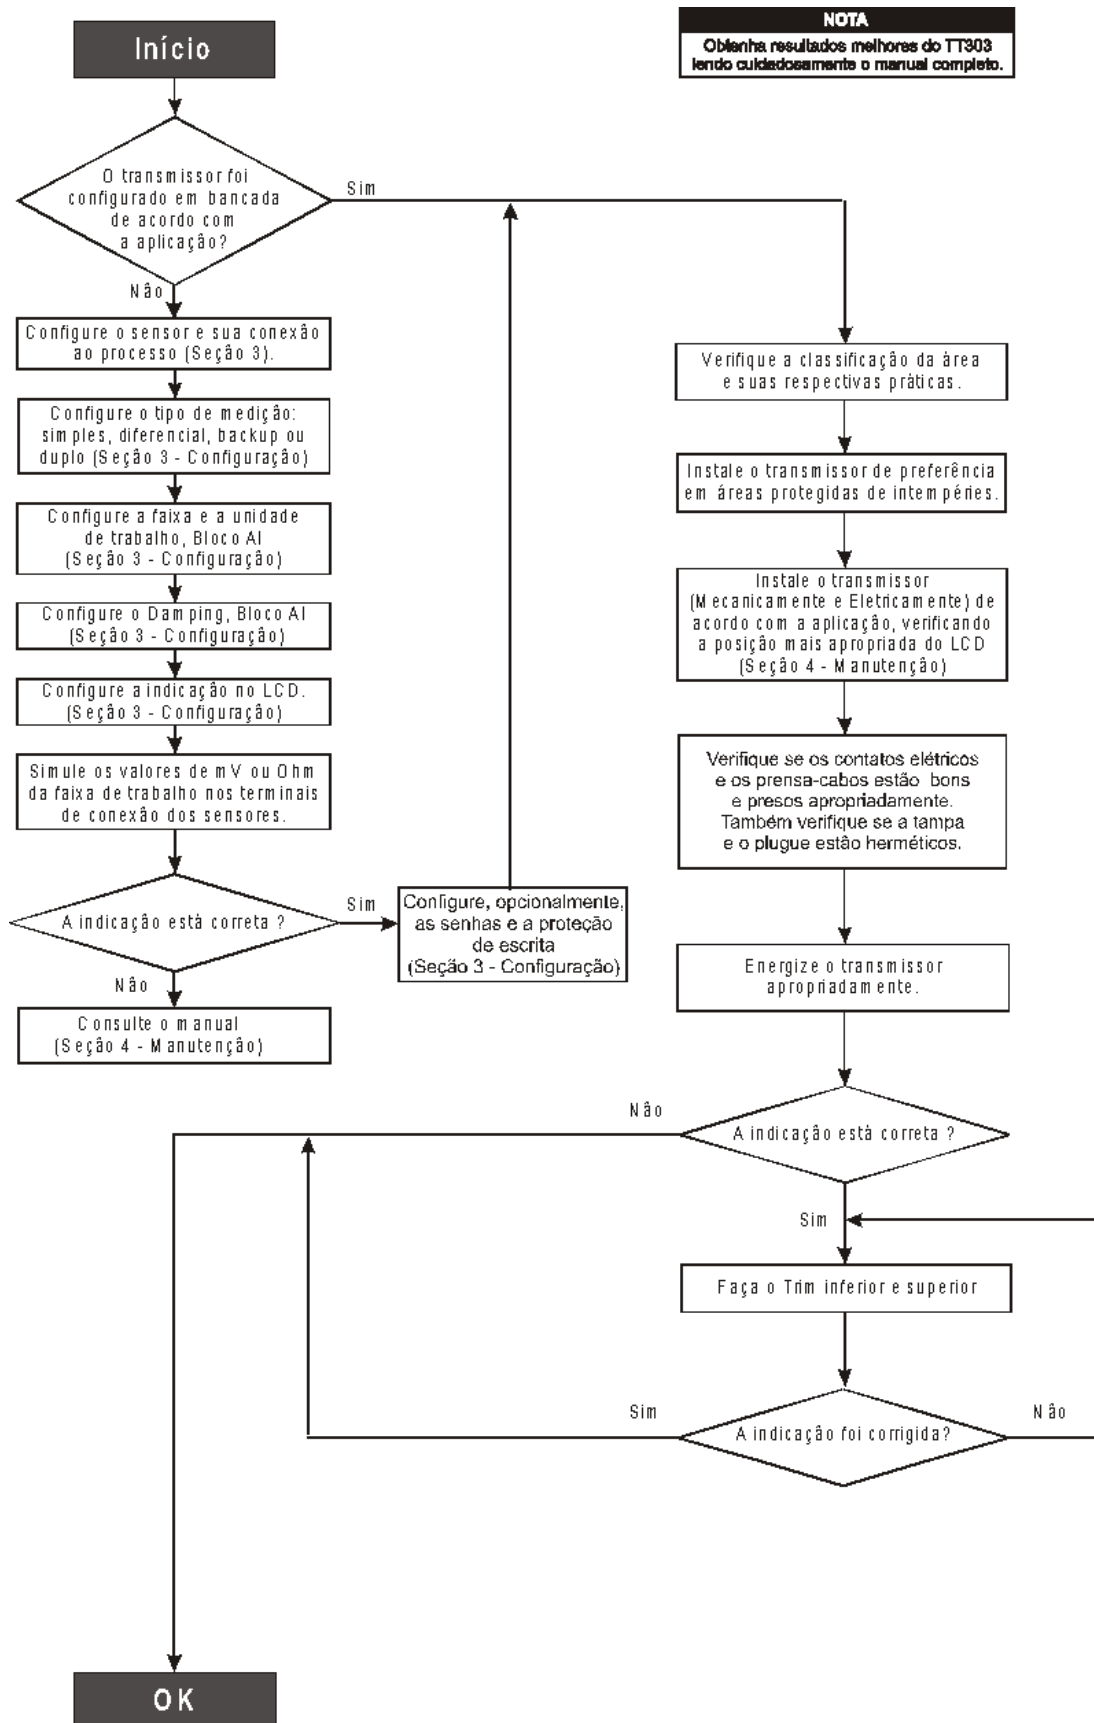 Início
NOTA
Obtenha resultados melhores do TT303
lendo cuidadosamente o manual completo.
O transmissor foi
configurado em bancada
de acordo com
a aplicação?
Sim
Não
Configure o sensor e sua conexão
ao processo (Seção 3).
Configure o tipo de medição:
simples, diferencial, backup ou
duplo (Seção 3 - Configuração)
Configure a faixa e a unidade
de trabalho, Bloco AI
(Seção 3 - Configuração)
Configure o Damping, Bloco AI
(Seção 3 - Configuração)
Configure a indicação no LCD.
(Seção 3 - Configuração)
Simule os valores de mV ou Ohm
da faixa de trabalho nos terminais
de conexão dos sensores.
A indicação está correta ?
Sim
Configure, opcionalmente,
as senhas e a proteção
de escrita
(Seção 3 - Configuração)
Não
Consulte o manual
(Seção 4 - Manutenção)
Verifique a classificação da área
e suas respectivas práticas.
Instale o transmissor de preferência
em áreas protegidas de intempéries.
Instale o transmissor
(Mecanicamente e Eletricamente) de
acordo com a aplicação, verificando
a posição mais apropriada do LCD
(Seção 4 - Manutenção)
Verifique se os contatos elétricos
e os prensa-cabos estão bons
e presos apropriadamente.
Também verifique se a tampa
e o plugue estão herméticos.
Energize o transmissor
apropriadamente.
Não
A indicação está correta ?
Sim
Faça o Trim inferior e superior
Sim
A indicação foi corrigida?
Não
OK